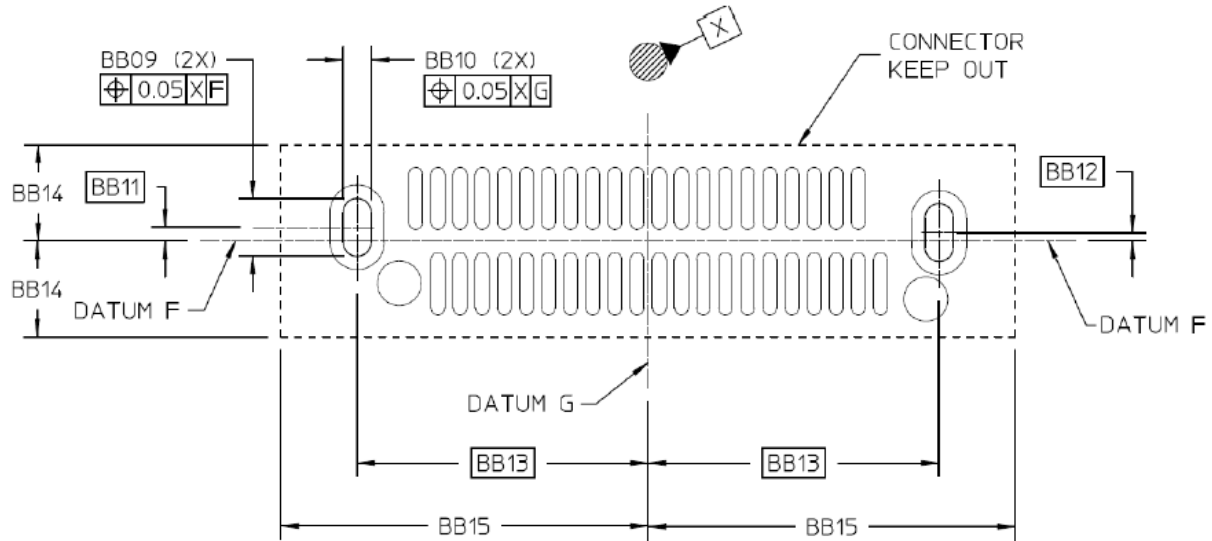 X
BB09 (2X)
⌖ 0.05 X F
BB10 (2X)
⌖ 0.05 X G
CONNECTOR
KEEP OUT
BB14
BB11
BB12
BB14
DATUM F
DATUM F
DATUM G
BB13
BB13
BB15
BB15